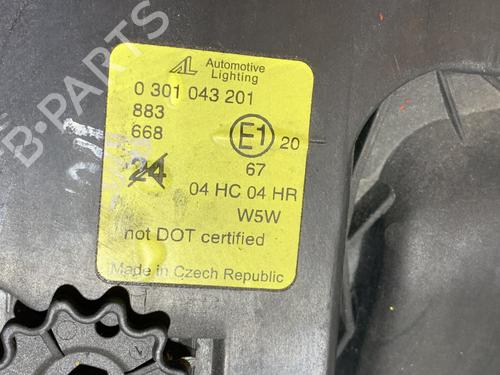 AL Automotive
Lighting
0 301 043 201
883
668
E1 20
24
67
04 HC 04 HR
W5W
not DOT certified
Made in Czech Republic
B-PARTS